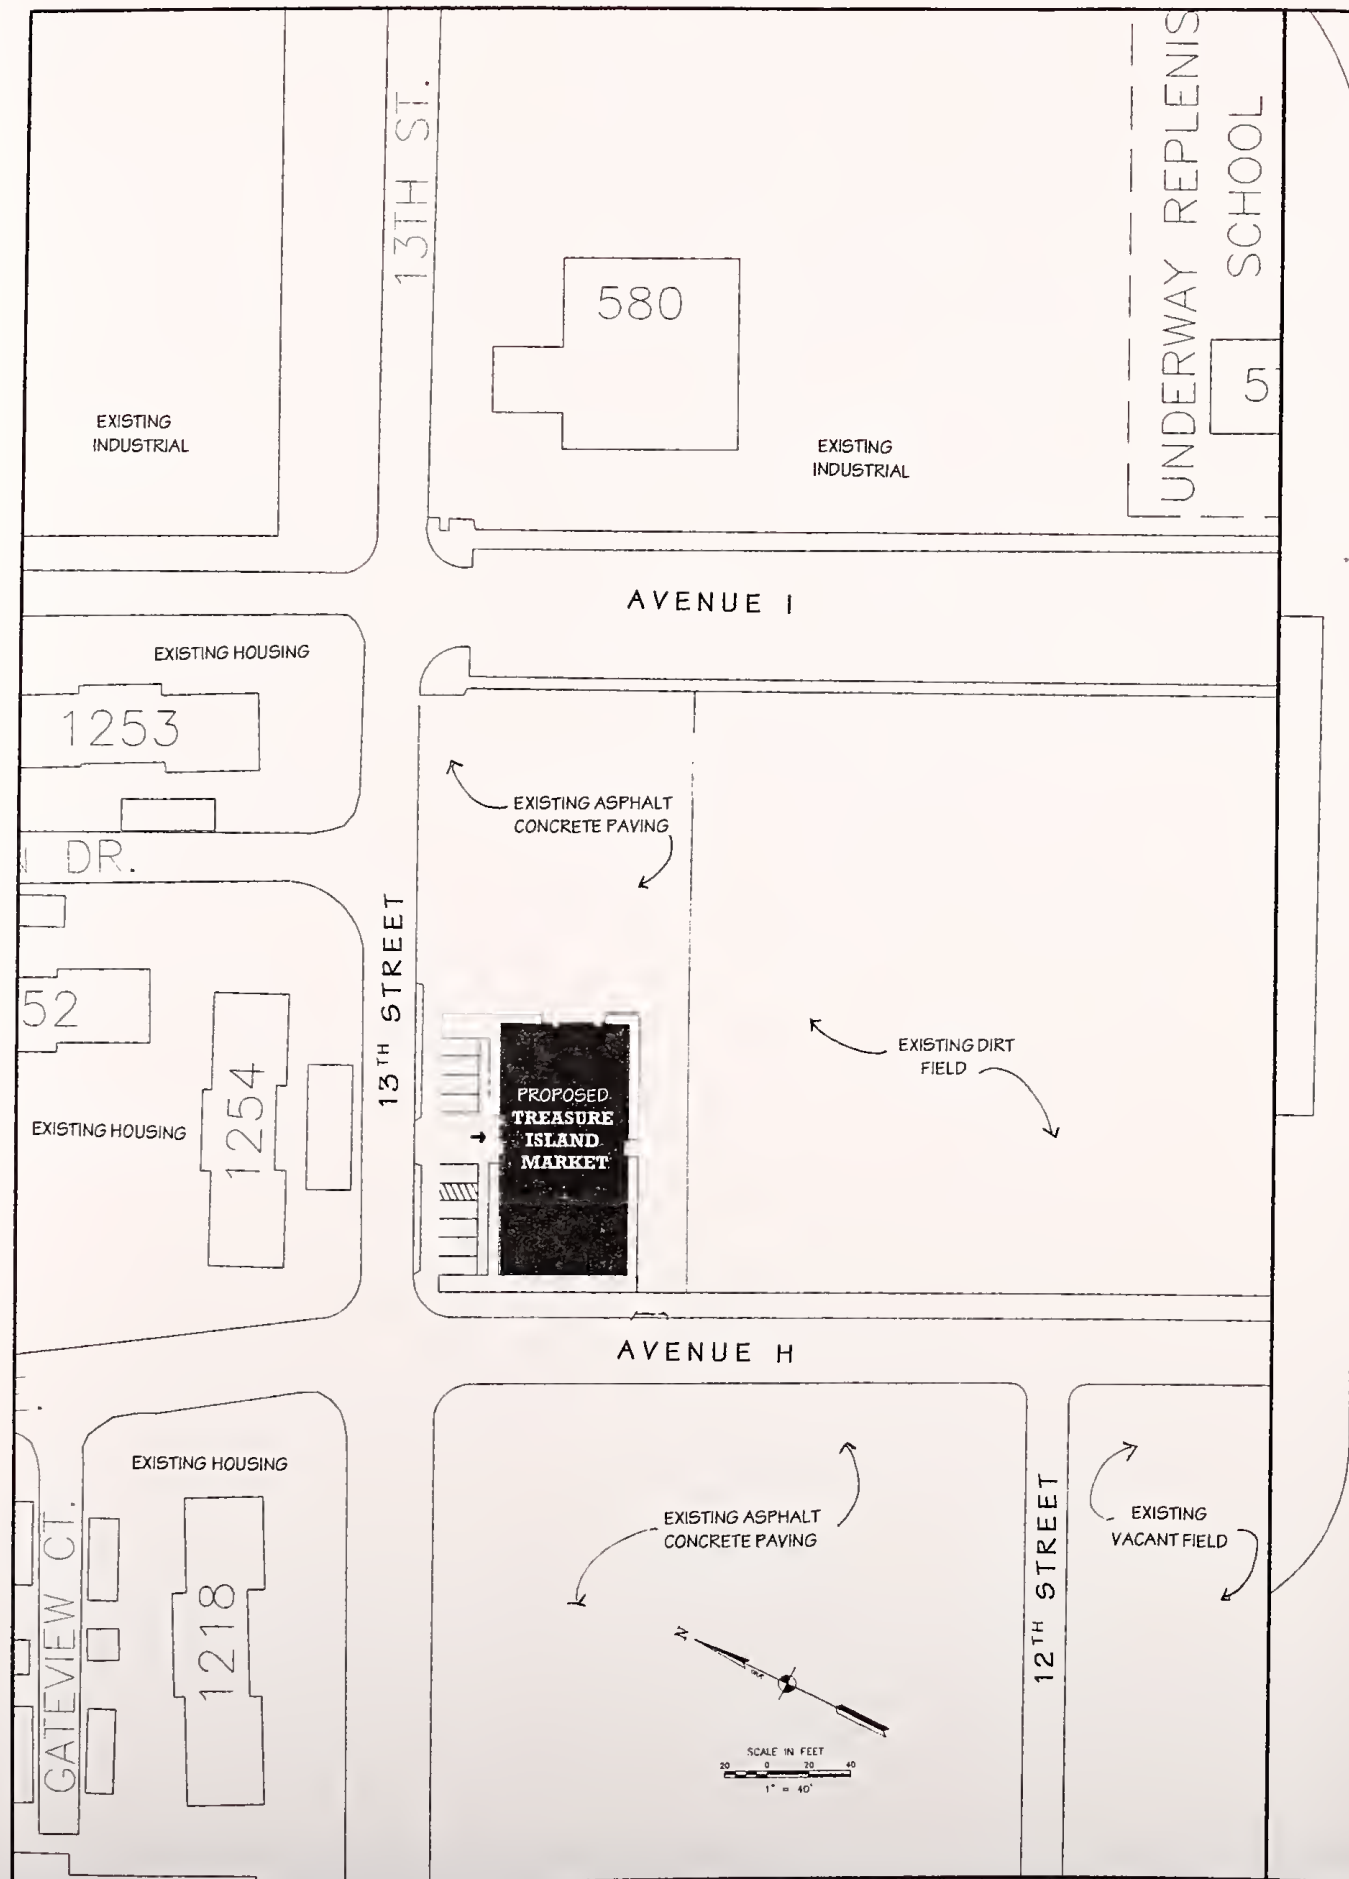 13TH ST.
UNDERWAY REPLENIS
SCHOOL
580
5
EXISTING
INDUSTRIAL
EXISTING
INDUSTRIAL
AVENUE I
EXISTING HOUSING
1253
EXISTING ASPHALT
CONCRETE PAVING
DR.
13TH STREET
52
1254
EXISTING HOUSING
PROPOSED
TREASURE
ISLAND
MARKET
EXISTING DIRT
FIELD
AVENUE H
EXISTING HOUSING
GATEVIEW CT.
1218
EXISTING ASPHALT
CONCRETE PAVING
12TH STREET
EXISTING
VACANT FIELD
N
SCALE IN FEET
20 0 20 40
1" = 40'